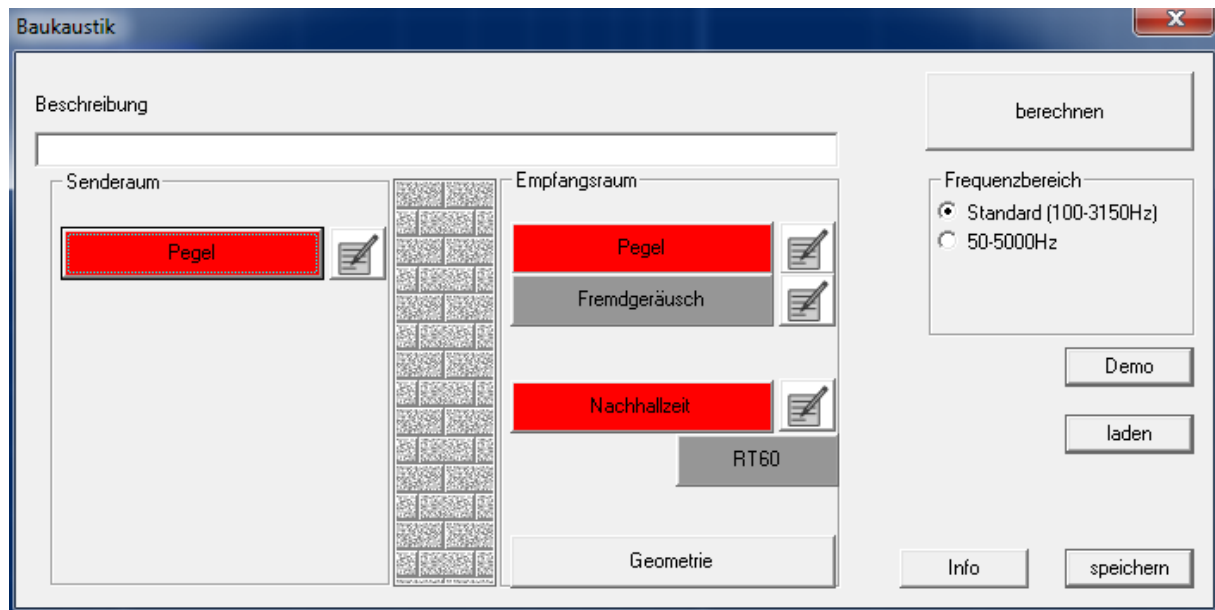 Baukaustik
Beschreibung
berechnen
Senderaum
Pegel
Empfangsraum
Pegel
Fremdgeräusch
Nachhallzeit
RT60
Geometrie
Frequenzbereich
Standard (100-3150Hz)
50-5000Hz
Demo
laden
Info
speichern